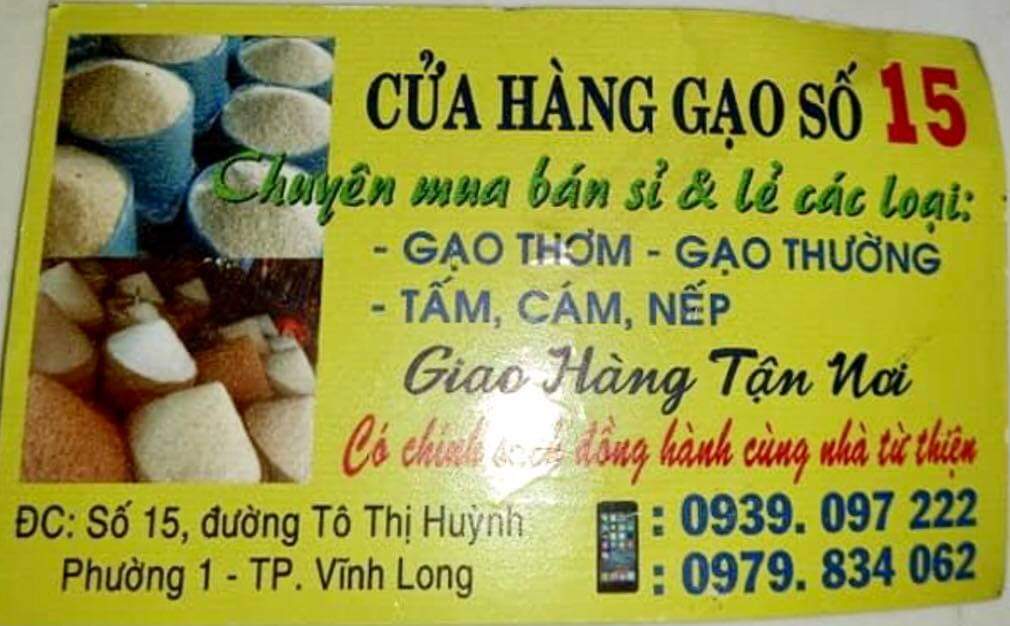 CỬA HÀNG GẠO SỐ 15
Chuyên mua bán sỉ & lẻ các loại:
- GẠO THƠM - GẠO THƯỜNG
- TẤM, CÁM, NẾP
Giao Hàng Tận Nơi
Có chính sách đồng hành cùng nhà từ thiện
ĐC: Số 15, đường Tô Thị Huỳnh
Phường 1 - TP. Vĩnh Long
: 0939. 097 222
: 0979. 834 062